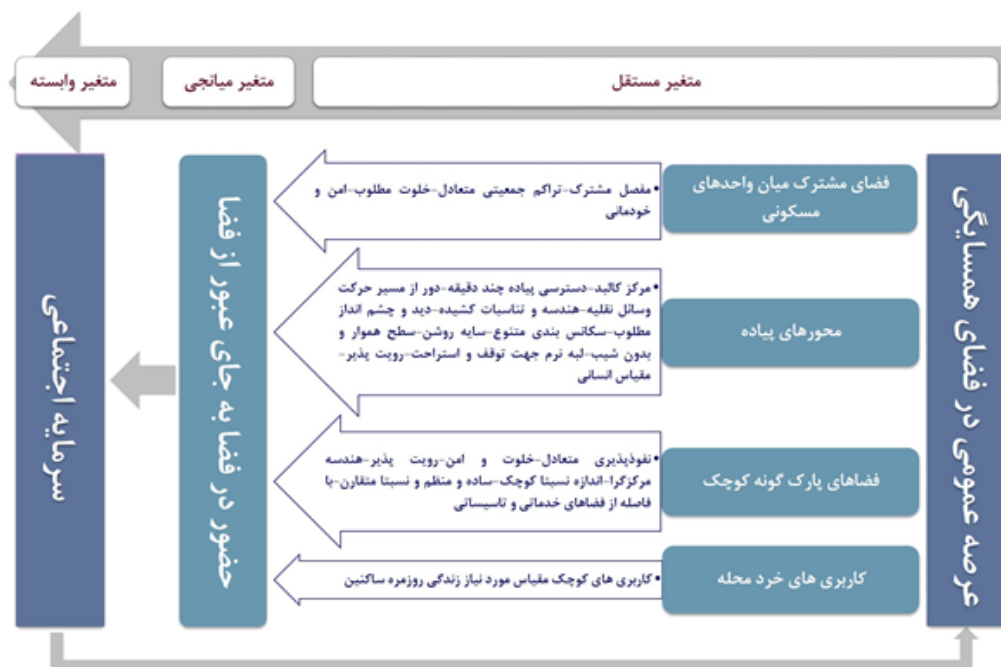 متغیر مستقل
متغیر میانجی
متغیر وابسته
عرصه عمومی در فضای همسایگی
فضای مشترک میان واحدهای
مسکونی
•مفصل مشترک-تراکم جمعیتی متعادل-خلوت مطلوب-امن و
خودمانی
محورهای پیاده
•مرکز کالبد-دسترسی پیاده چند دقیقه-دور از مسیر حرکت
وسائل نقلیه-هندسه و تناسبات کشیده-دید و چشم انداز
مطلوب-سکانس بندی متنوع-سایه روشن-سطح هموار و
بدون شیب-لبه نرم جهت توقف و استراحت-رویت پذیر-
مقیاس انسانی
فضاهای پارک گونه کوچک
•نفوذپذیری متعادل-خلوت و امن-رویت پذیر-هندسه
مرکزگرا-اندازه نسبتا کوچک-ساده و منظم و نسبتا متقارن-با
فاصله از فضاهای خدماتی و تاسیساتی
کاربری های خرد محله
•کاربری های کوچک مقیاس مورد نیاز زندگی روزمره ساکنین
حضور در فضا به جای عبور از فضا
سرمایه اجتماعی